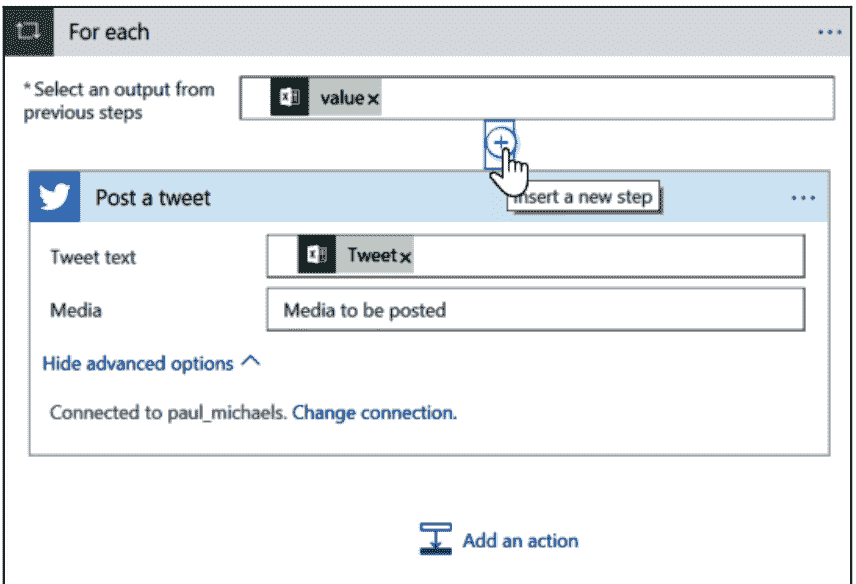 For each
* Select an output from
previous steps
value ×
Post a tweet
Insert a new step
Tweet text
Tweet ×
Media
Media to be posted
Hide advanced options
Connected to paul_michaels. Change connection.
Add an action